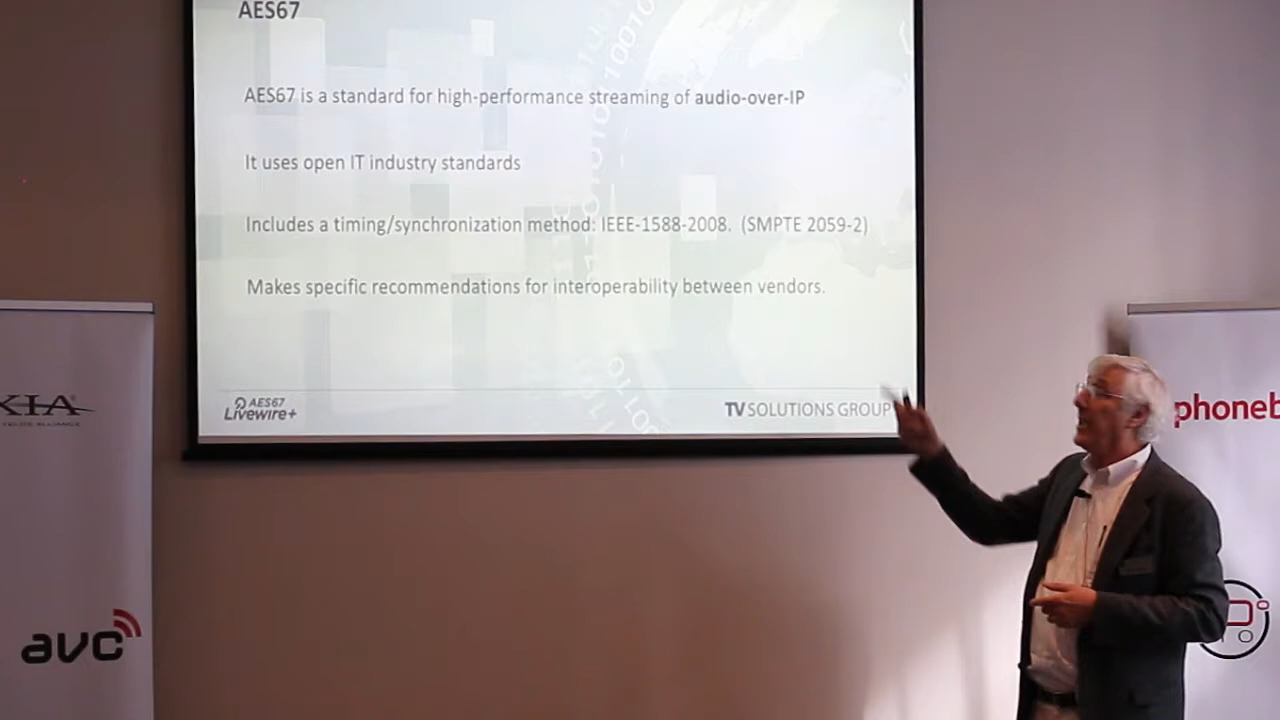 AES67
AES67 is a standard for high-performance streaming of audio-over-IP
It uses open IT industry standards
Includes a timing/synchronization method: IEEE-1588-2008. (SMPTE 2059-2)
Makes specific recommendations for interoperability between vendors.
AES67
Livewire+
TV SOLUTIONS GROUP
XIA®
avc
phoneb